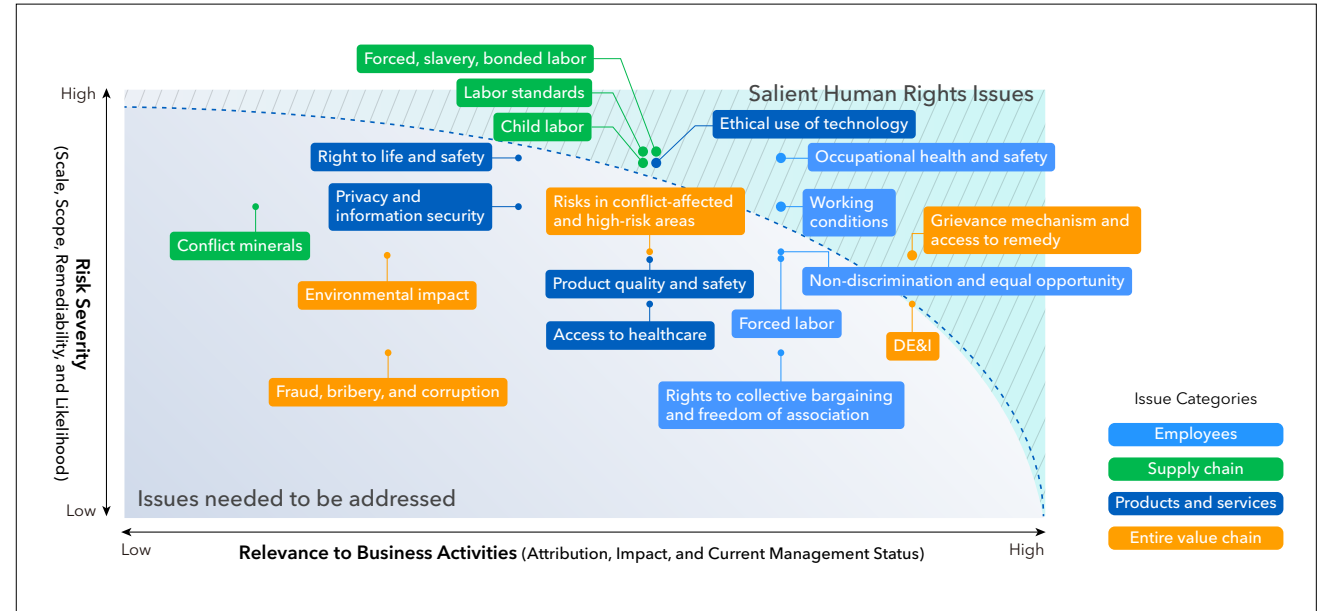 Forced, slavery, bonded labor
High
Labor standards
Salient Human Rights Issues
Child labor
Ethical use of technology
Right to life and safety
Occupational health and safety
Privacy and
information security
Risks in conflict-affected
and high-risk areas
Working
conditions
Grievance mechanism and
access to remedy
Conflict minerals
Environmental impact
Product quality and safety
Non-discrimination and equal opportunity
Access to healthcare
Forced labor
DE&I
Fraud, bribery, and corruption
Rights to collective bargaining
and freedom of association
Risk Severity
(Scale, Scope, Remediability, and Likelihood)
Issues needed to be addressed
Low
Low
Relevance to Business Activities (Attribution, Impact, and Current Management Status)
High
Issue Categories
Employees
Supply chain
Products and services
Entire value chain